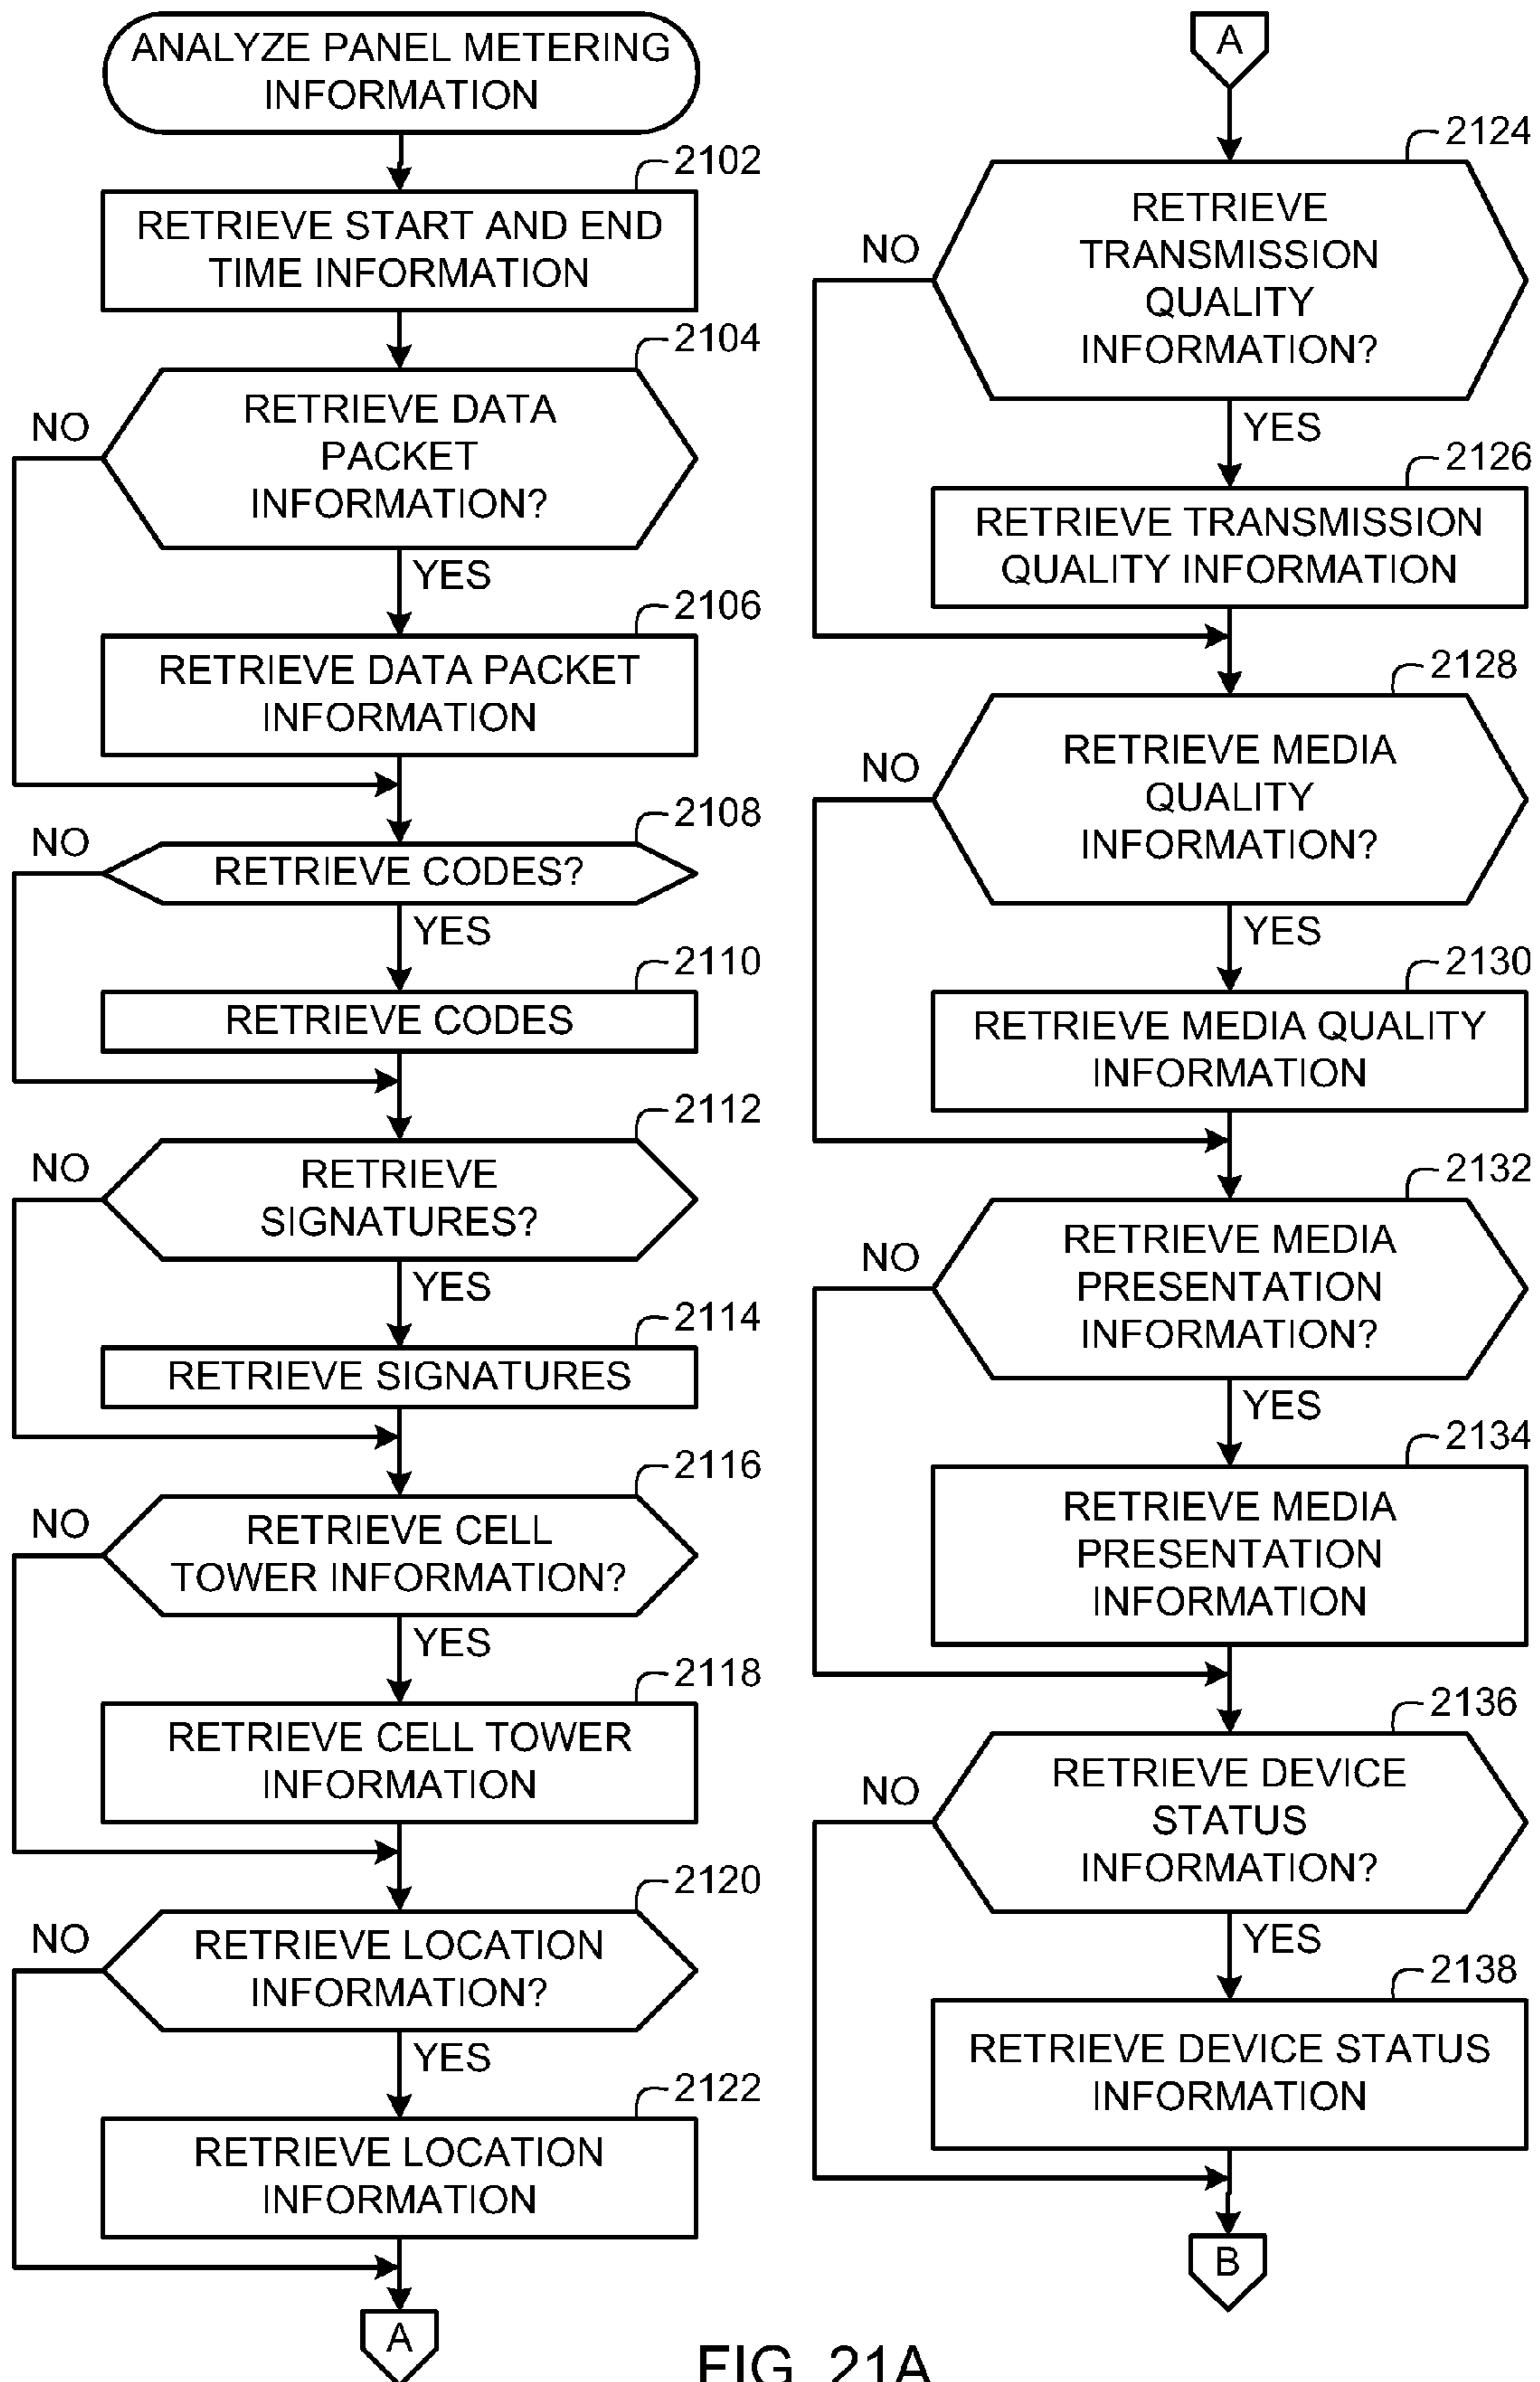 ANALYZE PANEL METERING
INFORMATION
2102
RETRIEVE START AND END
TIME INFORMATION
2104
RETRIEVE DATA
PACKET
INFORMATION?
NO
YES
2106
RETRIEVE DATA PACKET
INFORMATION
2108
NO
RETRIEVE CODES?
YES
2110
RETRIEVE CODES
2112
NO
RETRIEVE
SIGNATURES?
YES
2114
RETRIEVE SIGNATURES
2116
NO
RETRIEVE CELL
TOWER INFORMATION?
YES
2118
RETRIEVE CELL TOWER
INFORMATION
2120
NO
RETRIEVE LOCATION
INFORMATION?
YES
2122
RETRIEVE LOCATION
INFORMATION
A
A
2124
RETRIEVE
TRANSMISSION
QUALITY
INFORMATION?
NO
YES
2126
RETRIEVE TRANSMISSION
QUALITY INFORMATION
2128
NO
RETRIEVE MEDIA
QUALITY
INFORMATION?
YES
2130
RETRIEVE MEDIA QUALITY
INFORMATION
2132
NO
RETRIEVE MEDIA
PRESENTATION
INFORMATION?
YES
2134
RETRIEVE MEDIA
PRESENTATION
INFORMATION
2136
NO
RETRIEVE DEVICE
STATUS
INFORMATION?
YES
2138
RETRIEVE DEVICE STATUS
INFORMATION
B
FIG. 21A